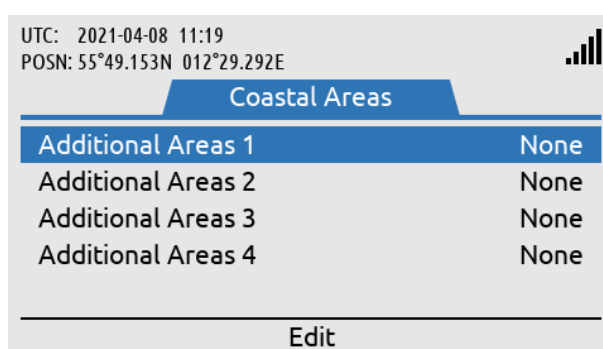 UTC: 2021-04-08 11:19
POSN: 55°49.153N 012°29.292E
Coastal Areas
Additional Areas 1 None
Additional Areas 2 None
Additional Areas 3 None
Additional Areas 4 None
Edit